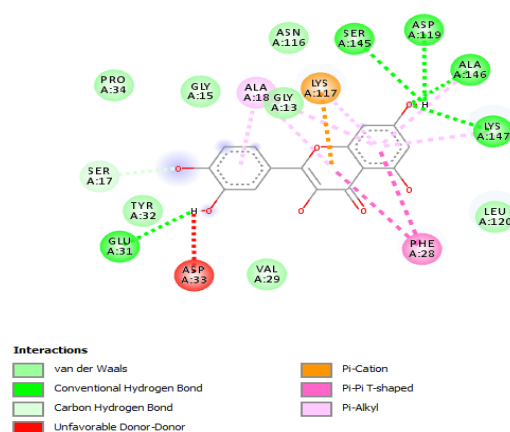 ASN
A:116
SER
A:145
ASP
A:119
ALA
A:146
PRO
A:34
GLY
A:15
ALA
A:18
GLY
A:13
LYS
A:117
LYS
A:147
H
O
O
O
SER
A:17
TYR
A:32
O
H
O
O
O
LEU
A:120
GLU
A:31
ASP
A:33
VAL
A:29
PHE
A:28
Interactions
van der Waals
Conventional Hydrogen Bond
Carbon Hydrogen Bond
Unfavorable Donor-Donor
Pi-Cation
Pi-Pi T-shaped
Pi-Alkyl